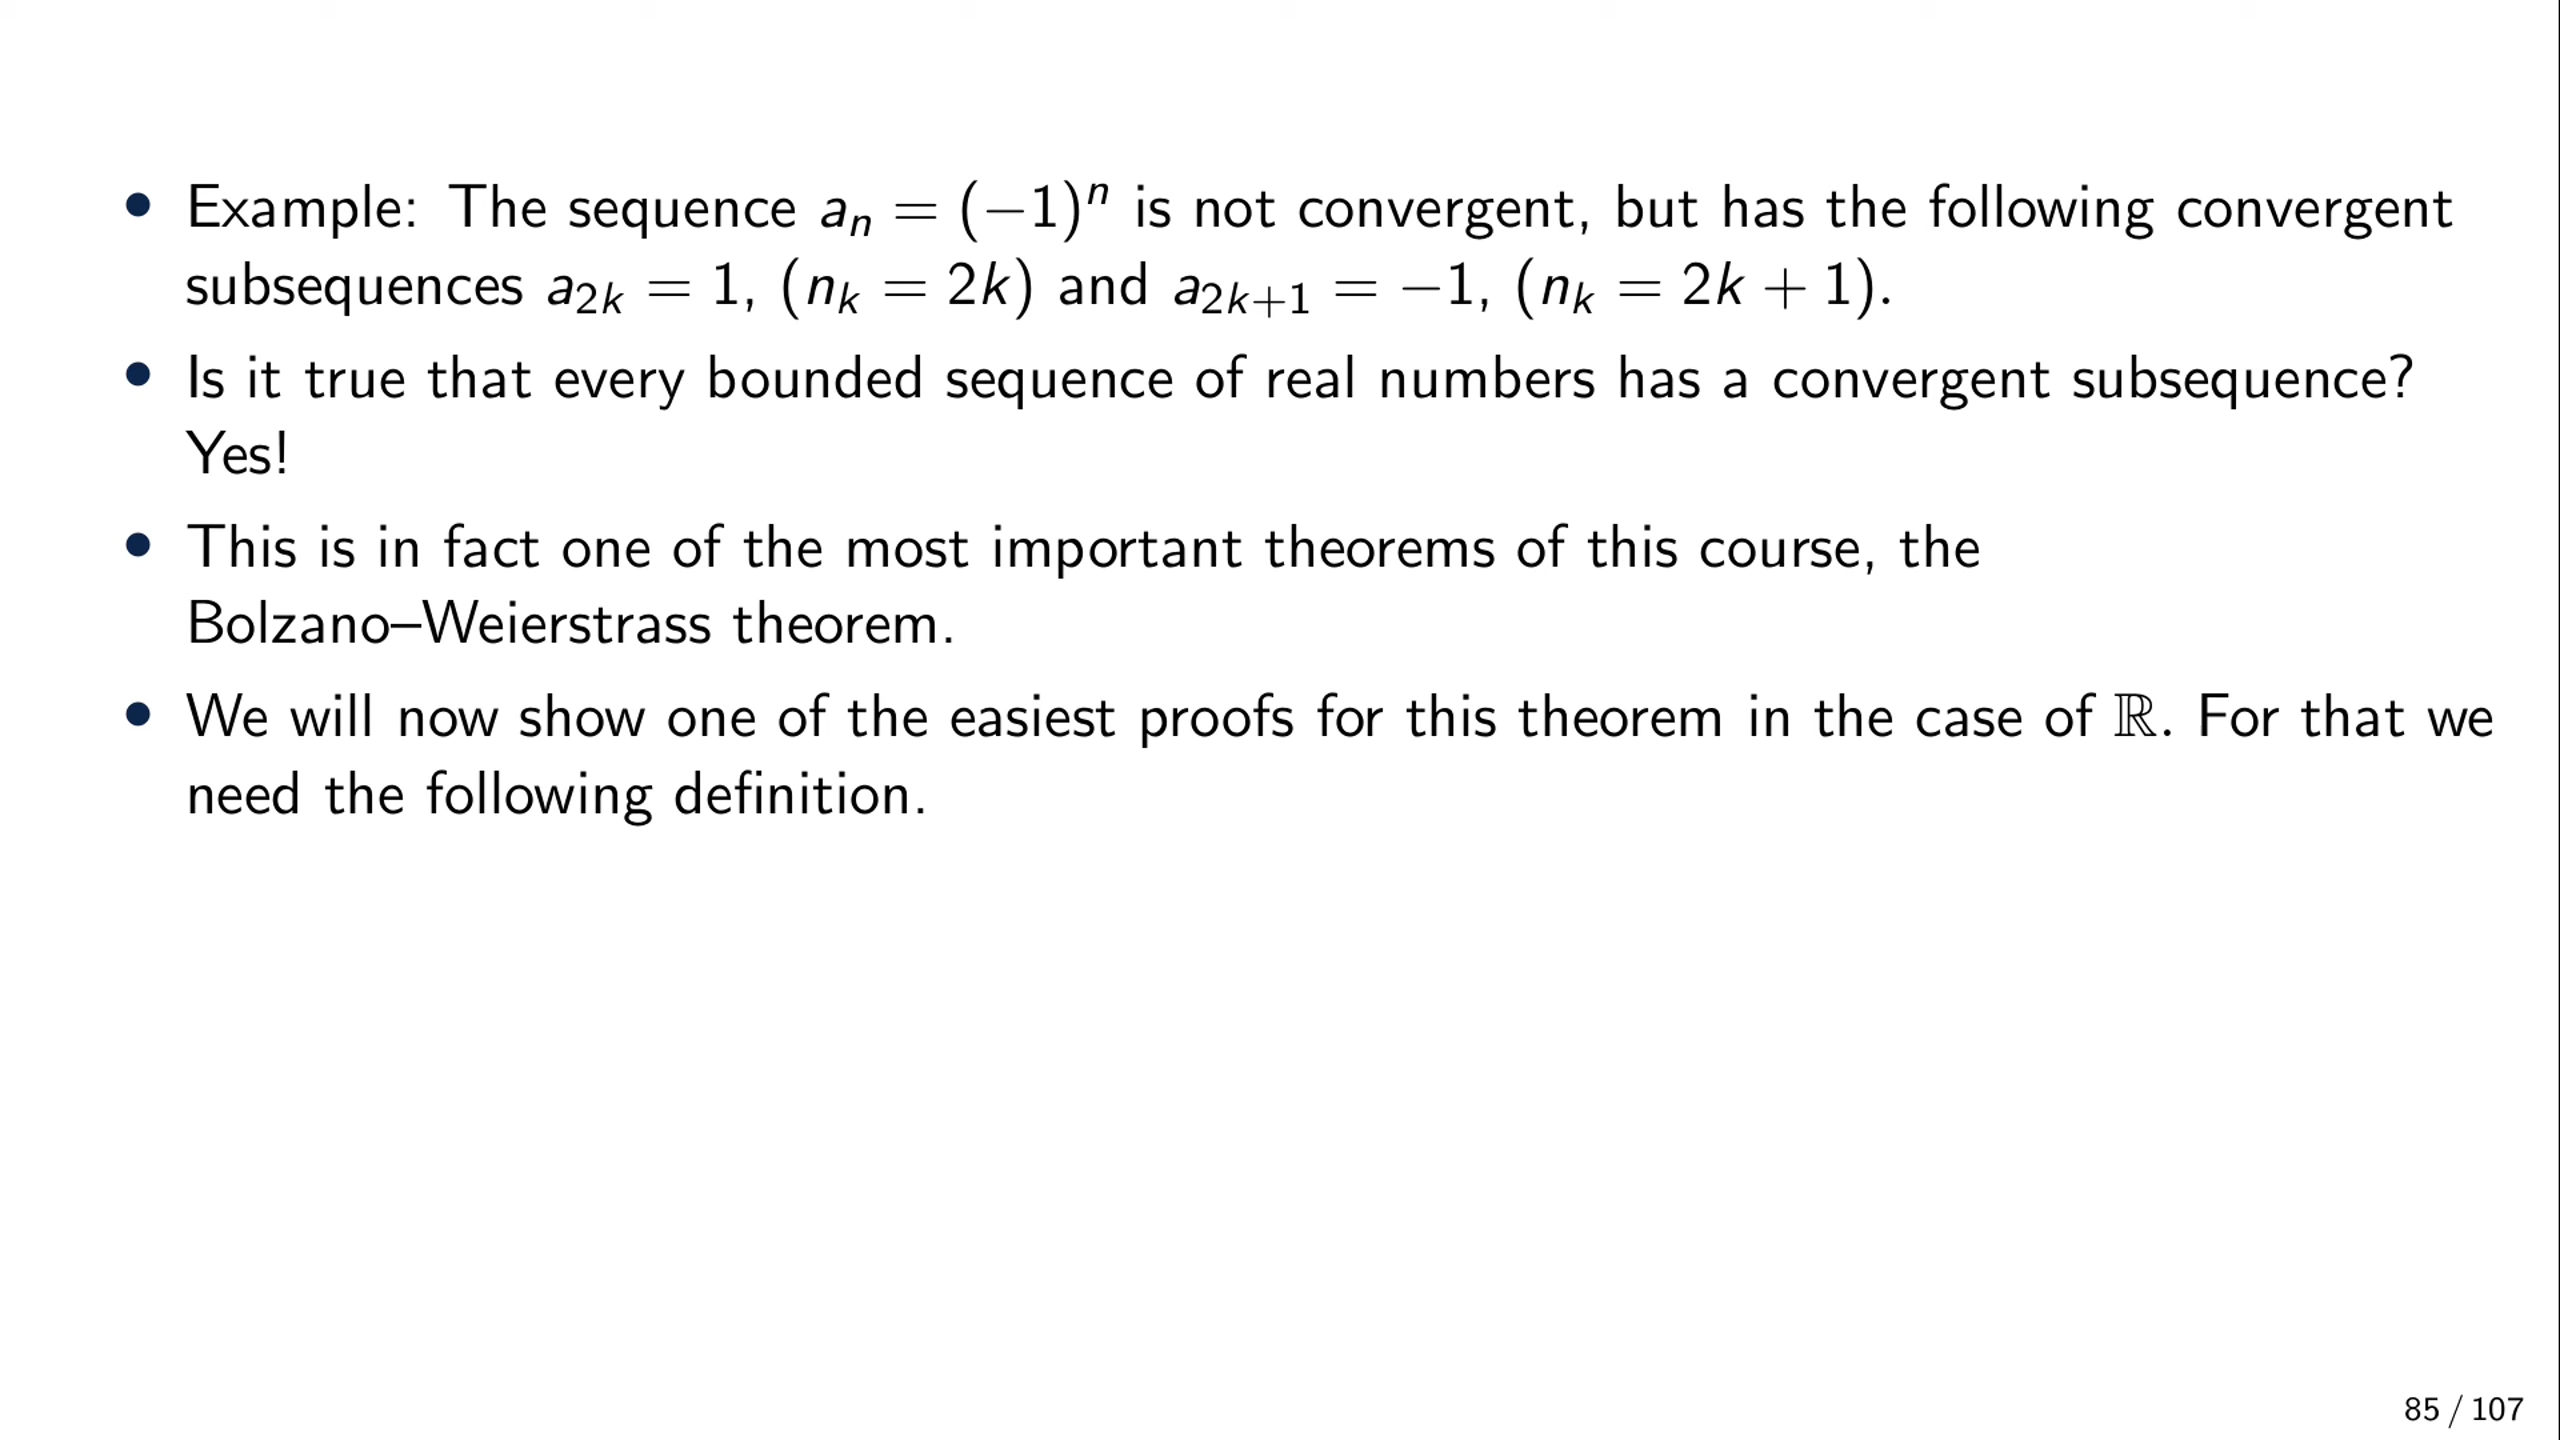 • Example: The sequence aₙ = (−1)ⁿ is not convergent, but has the following convergent
subsequences a₂ₖ = 1, (nₖ = 2k) and a₂ₖ₊₁ = −1, (nₖ = 2k + 1).
• Is it true that every bounded sequence of real numbers has a convergent subsequence?
Yes!
• This is in fact one of the most important theorems of this course, the
Bolzano–Weierstrass theorem.
• We will now show one of the easiest proofs for this theorem in the case of ℝ. For that we
need the following definition.
85 / 107